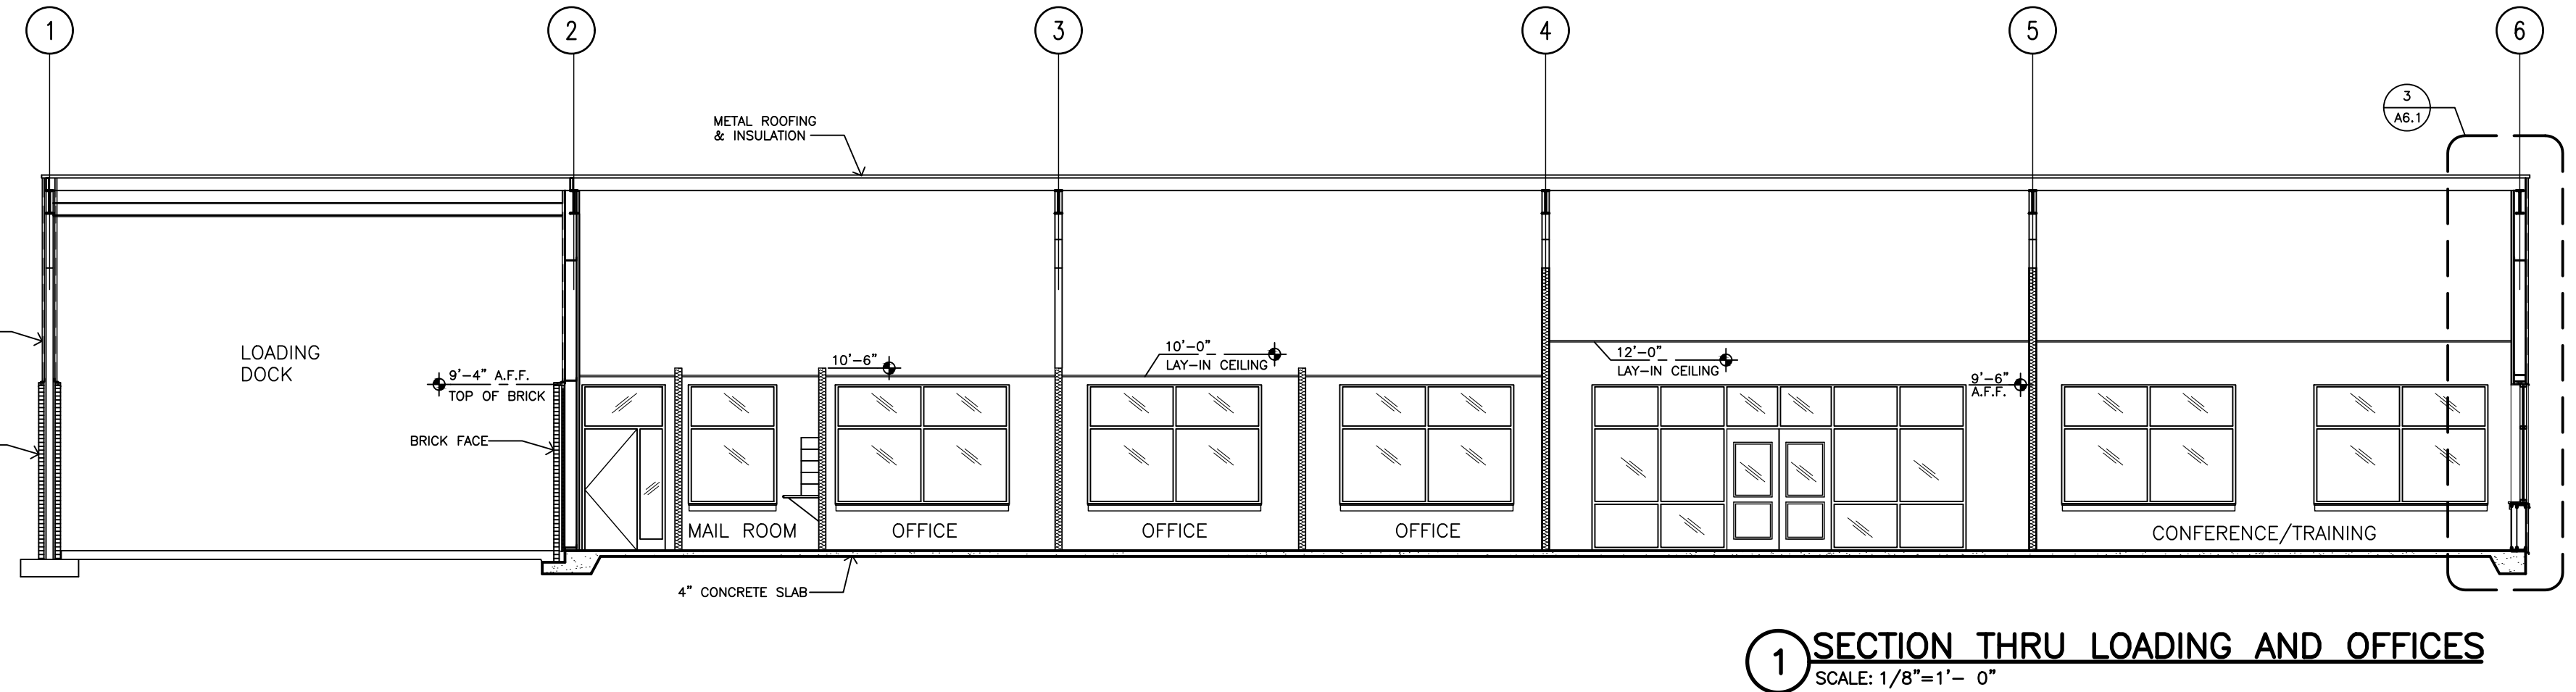 1
2
3
4
5
6
3
A6.1
METAL ROOFING
& INSULATION
LOADING
DOCK
9'-4" A.F.F.
TOP OF BRICK
BRICK FACE
10'-6"
10'-0"
LAY-IN CEILING
12'-0"
LAY-IN CEILING
9'-6"
A.F.F.
MAIL ROOM
OFFICE
OFFICE
OFFICE
CONFERENCE/TRAINING
4" CONCRETE SLAB
1
SECTION THRU LOADING AND OFFICES
SCALE: 1/8"=1'- 0"